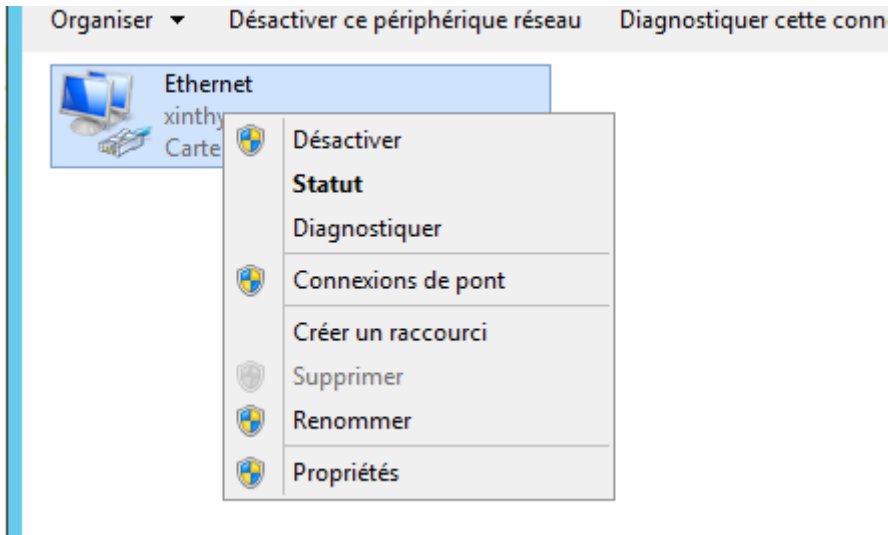 Organiser Désactiver ce périphérique réseau Diagnostiquer cette conn
Ethernet
xinthy
Carte
Désactiver
Statut
Diagnostiquer
Connexions de pont
Créer un raccourci
Supprimer
Renommer
Propriétés